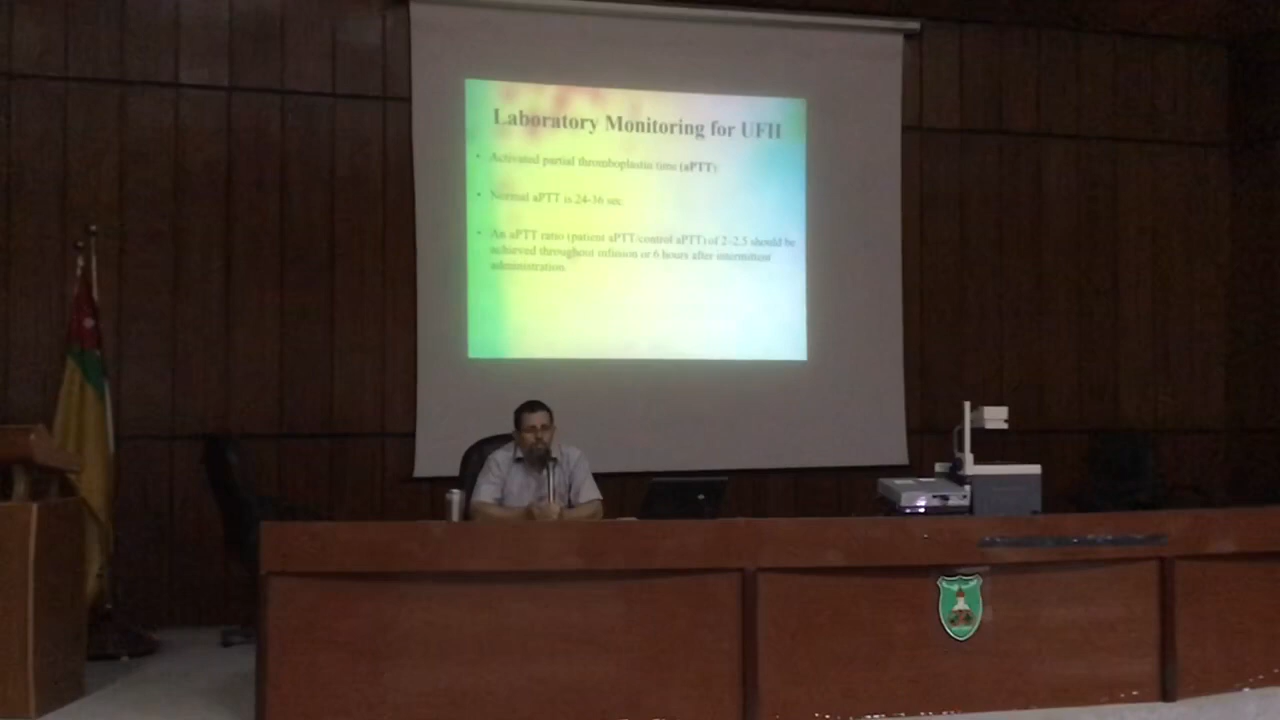 Laboratory Monitoring for UFH
• Activated partial thromboplastin time (aPTT)
• Normal aPTT is 24-36 sec.
• An aPTT ratio (patient aPTT/control aPTT) of 2–2.5 should be
achieved throughout infusion or 6 hours after intermittent
administration.